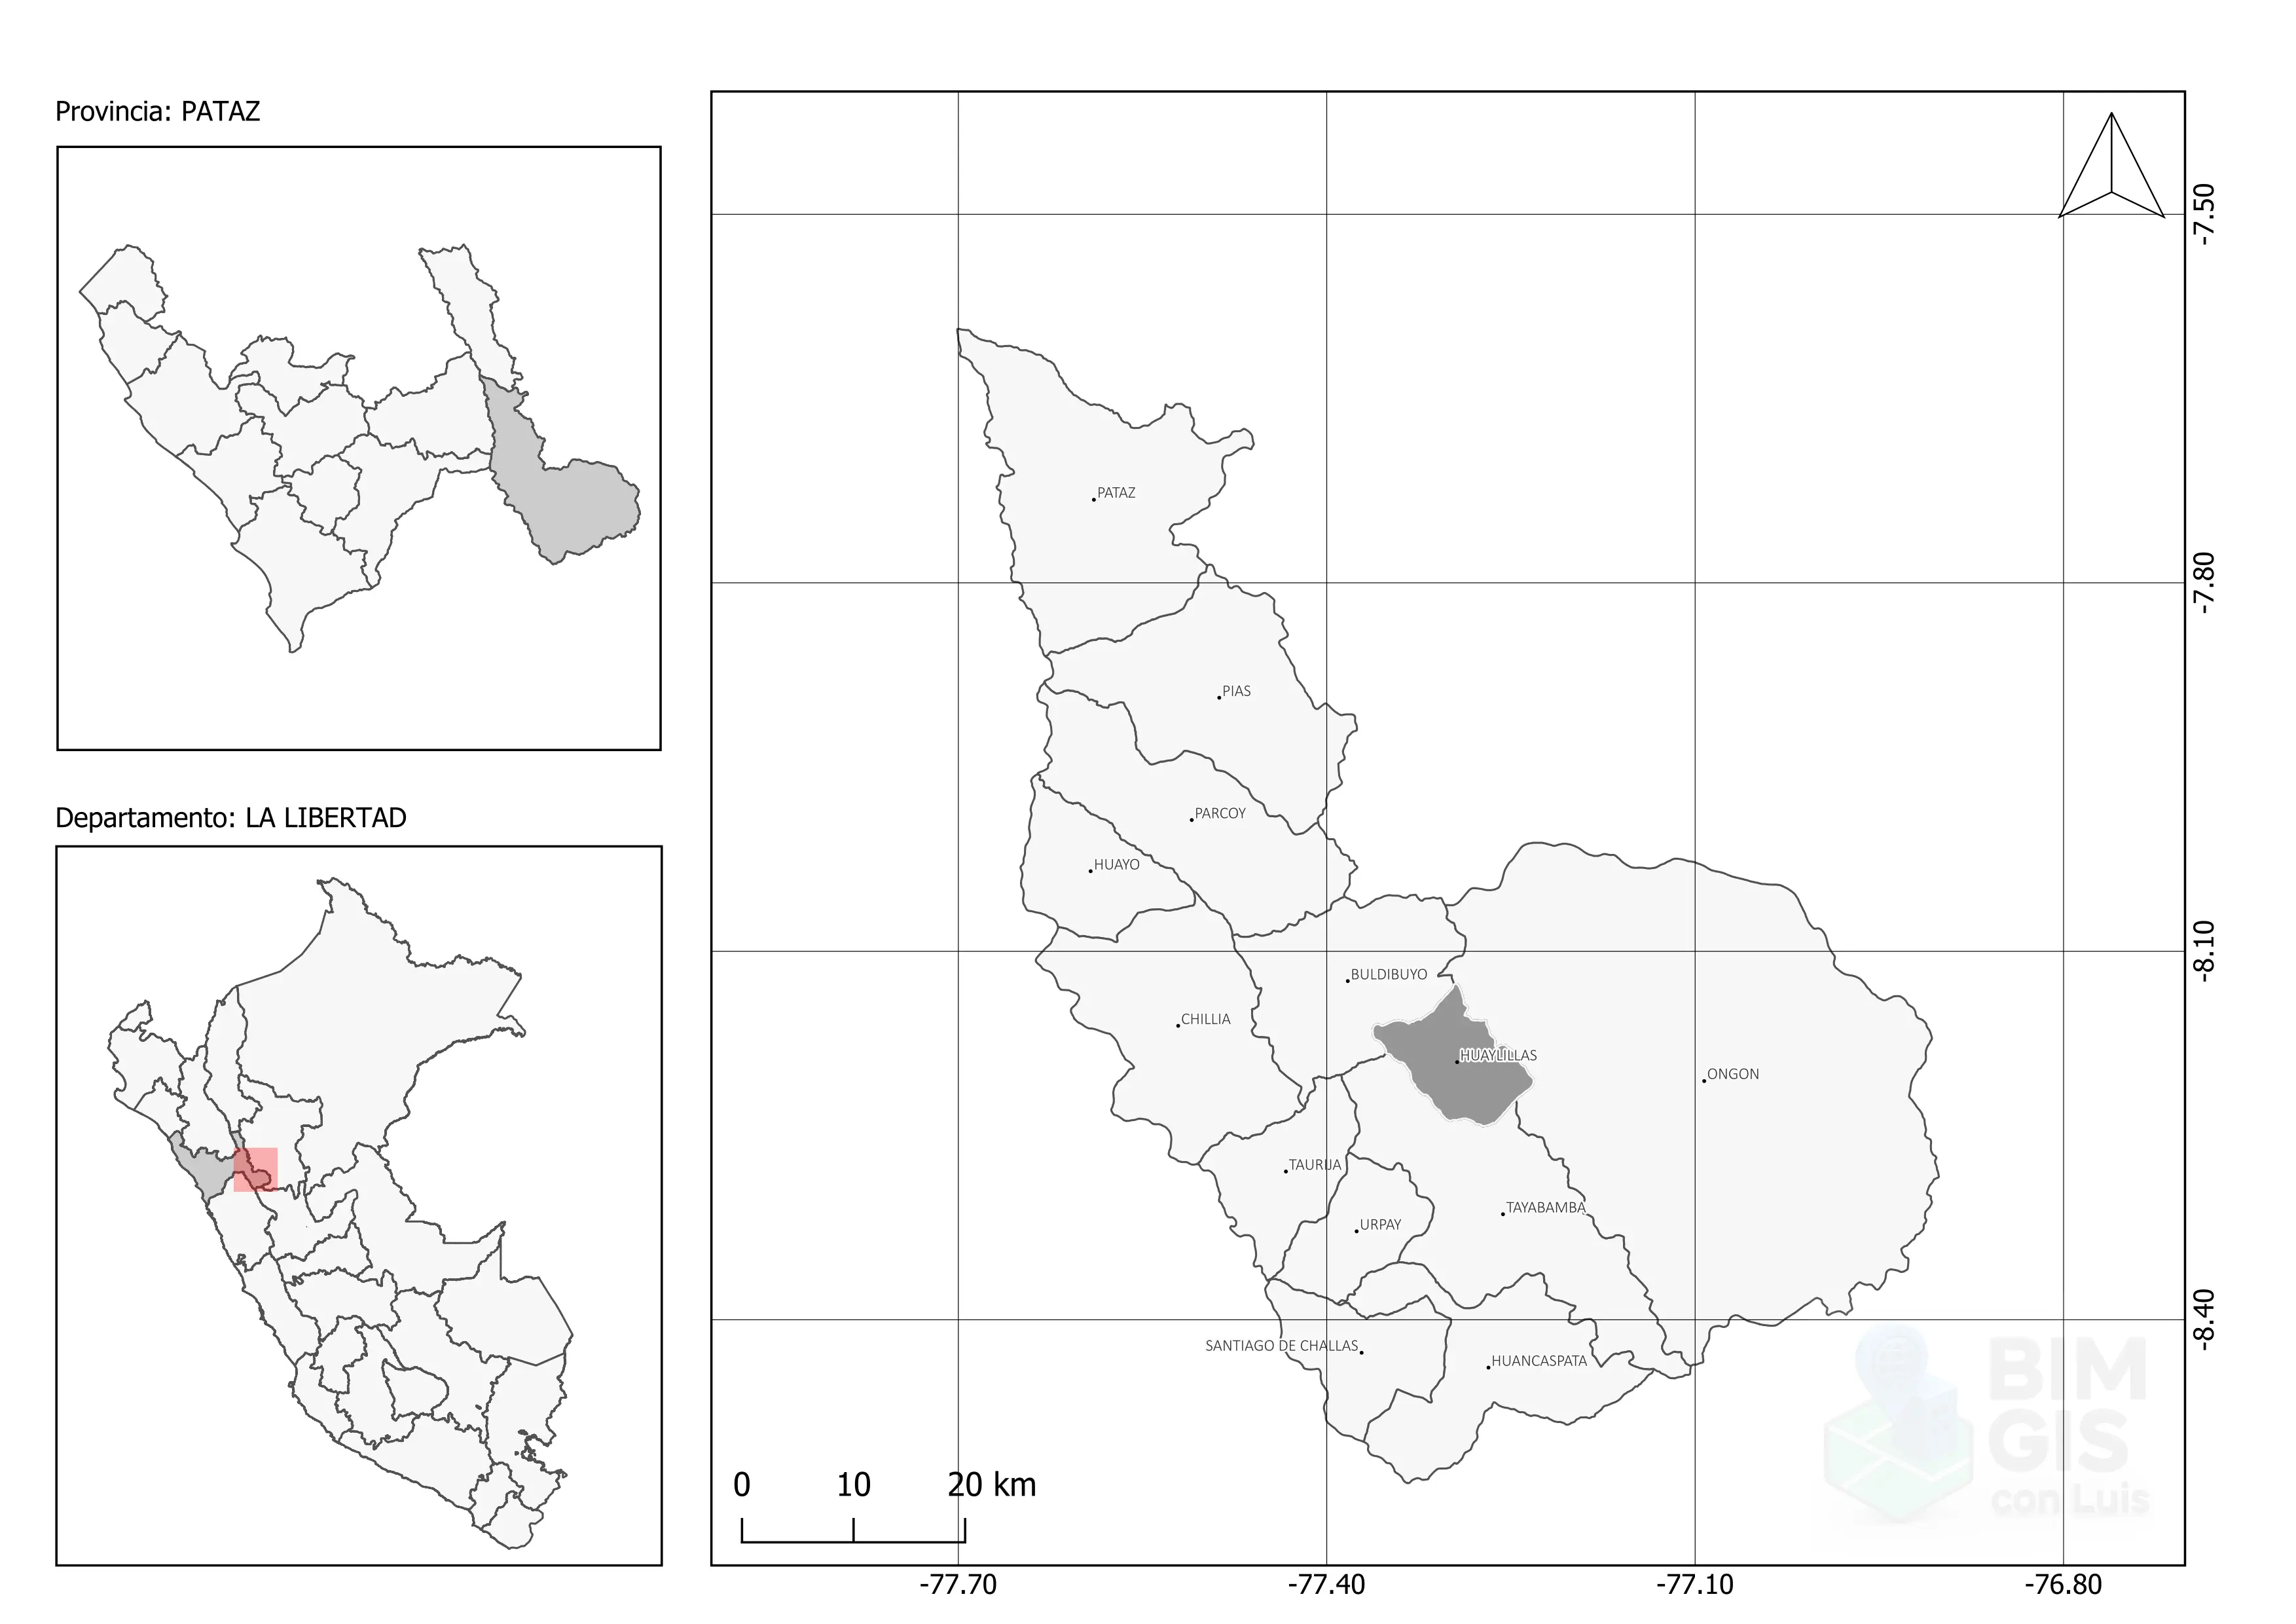 Provincia: PATAZ
Departamento: LA LIBERTAD
PATAZ
PIAS
PARCOY
HUAYO
BULDIBUYO
CHILLIA
HUAYLILLAS
ONGON
TAURIJA
TAYABAMBA
URPAY
SANTIAGO DE CHALLAS
HUANCASPATA
0 10 20 km
-77.70 -77.40 -77.10 -76.80
-7.50
-7.80
-8.10
-8.40
BIM
GIS
con Luis